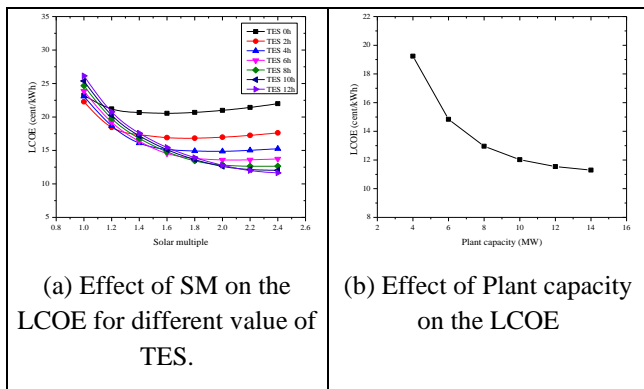 30
25
20
15
10
5
LCOE (cent/kWh)
TES 0h
TES 2h
TES 4h
TES 6h
TES 8h
TES 10h
TES 12h
0.8 1.0 1.2 1.4 1.6 1.8 2.0 2.2 2.4 2.6
Solar multiple
(a) Effect of SM on the
LCOE for different value of
TES.
22
20
18
16
14
12
10
8
LCOE (cent/kWh)
2 4 6 8 10 12 14 16
Plant capacity (MW)
(b) Effect of Plant capacity
on the LCOE